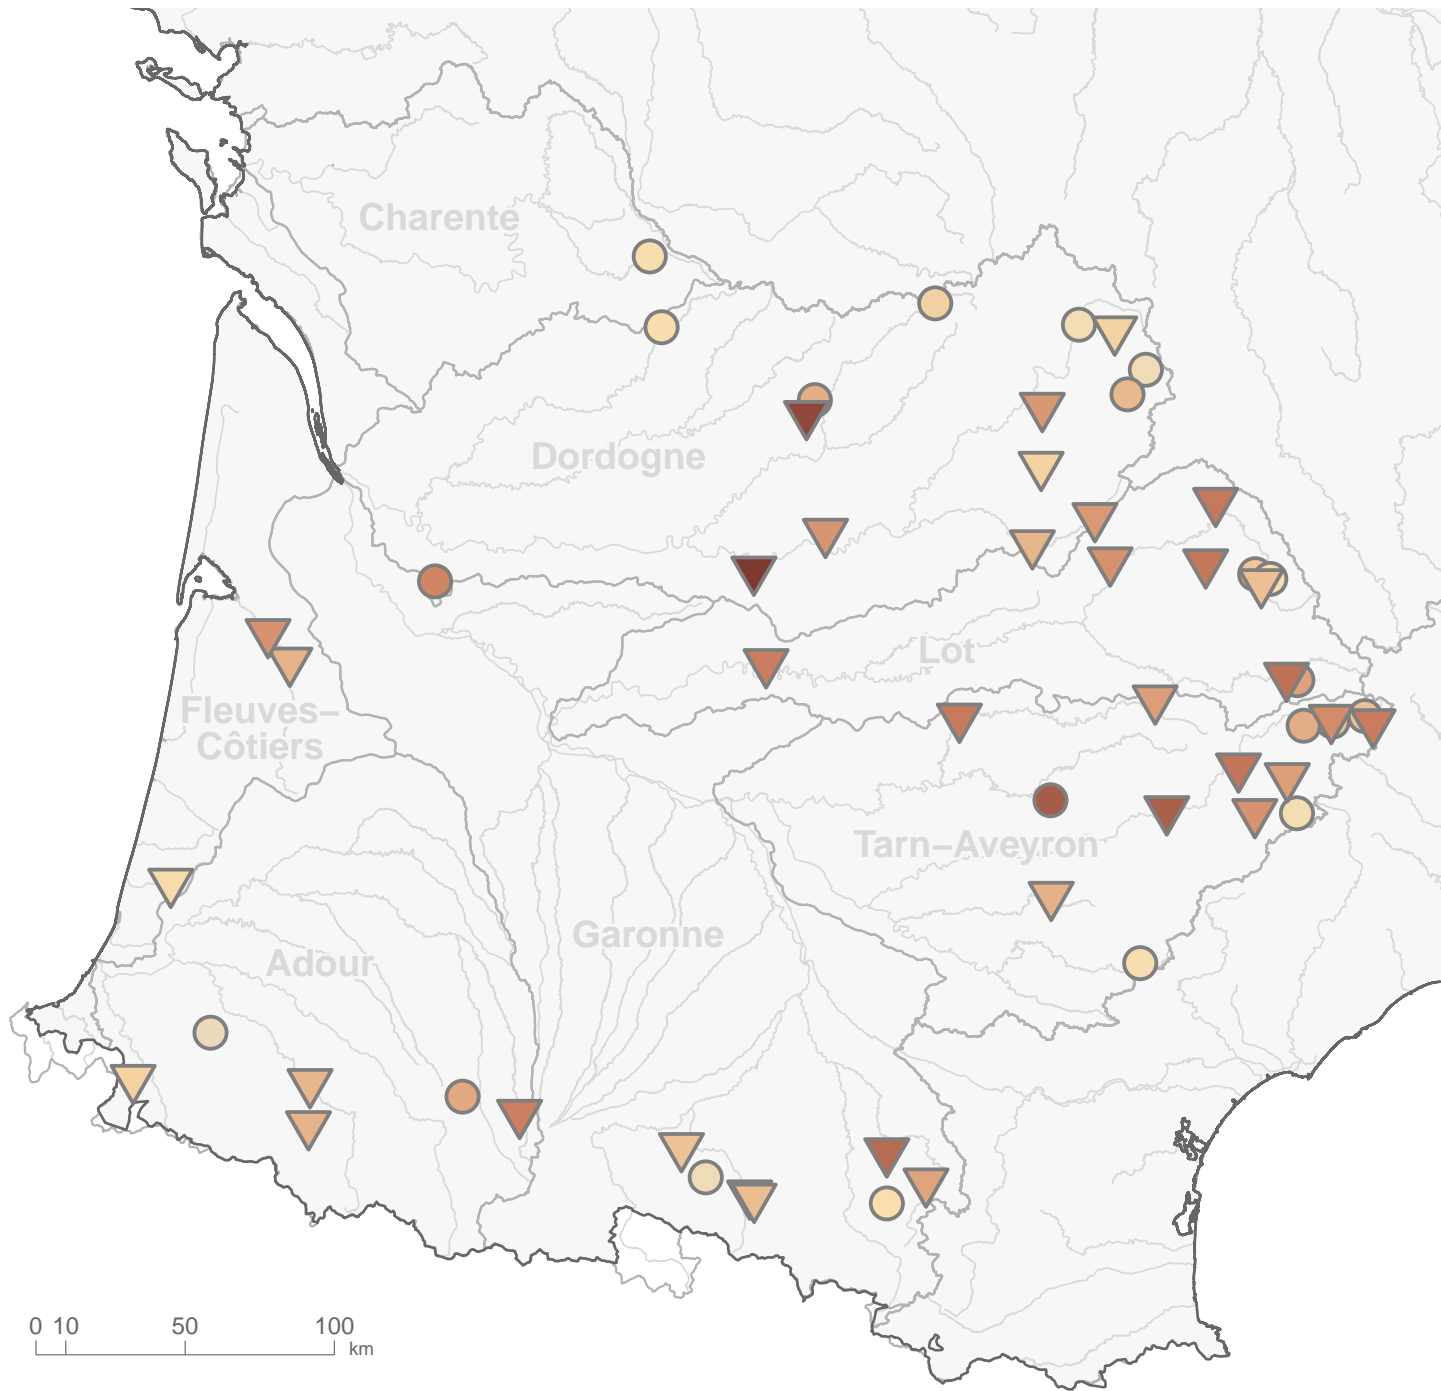 Charente
Dordogne
Lot
Fleuves–
Côtiers
Tarn–Aveyron
Garonne
Adour
0 10 50 100
km